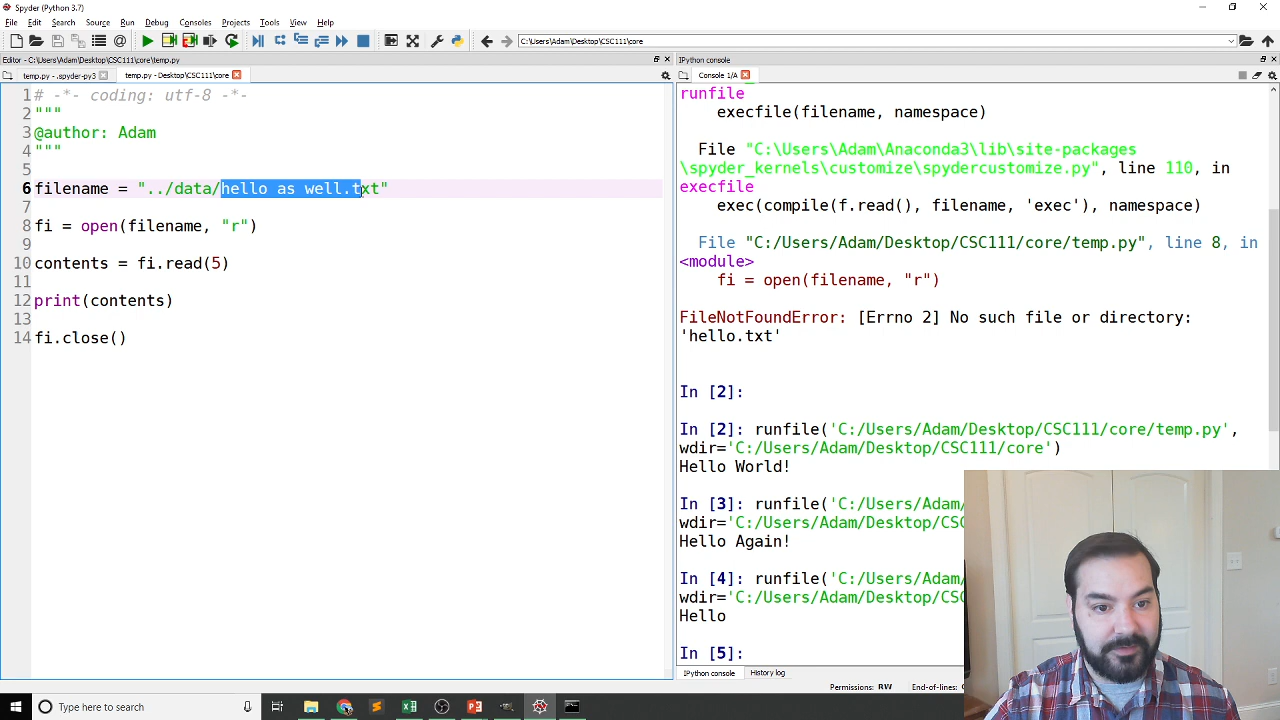 Spyder (Python 3.7)
File Edit Search Source Run Debug Consoles Projects Tools View Help
C:\Users\Adam\Desktop\CSC111\core
Editor - C:\Users\Adam\Desktop\CSC111\core\temp.py
IPython console
temp.py - .spyder-py3
temp.py - Desktop\CSC111\core
Console 1/A
1 # -*- coding: utf-8 -*-
2 """
3 @author: Adam
4 """
5
6 filename = "../data/hello as well.txt"
7
8 fi = open(filename, "r")
9
10 contents = fi.read(5)
11
12 print(contents)
13
14 fi.close()
runfile
execfile(filename, namespace)
File "C:\Users\Adam\Anaconda3\lib\site-packages
\spyder_kernels\customize\spydercustomize.py", line 110, in
execfile
exec(compile(f.read(), filename, 'exec'), namespace)
File "C:/Users/Adam/Desktop/CSC111/core/temp.py", line 8, in
<module>
fi = open(filename, "r")
FileNotFoundError: [Errno 2] No such file or directory:
'hello.txt'
In [2]:
In [2]: runfile('C:/Users/Adam/Desktop/CSC111/core/temp.py',
wdir='C:/Users/Adam/Desktop/CSC111/core')
Hello World!
In [3]: runfile('C:/Users/Adam/
wdir='C:/Users/Adam/Desktop/CSC
Hello Again!
In [4]: runfile('C:/Users/Adam/
wdir='C:/Users/Adam/Desktop/CSC
Hello
In [5]:
IPython console History log
Permissions: RW End-of-lines:
Type here to search